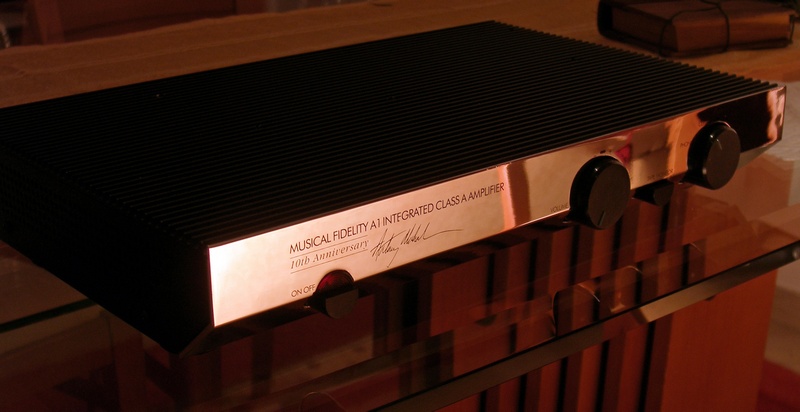 MUSICAL FIDELITY A1 INTEGRATED CLASS A AMPLIFIER
10th Anniversary
ON OFF
VOLUME